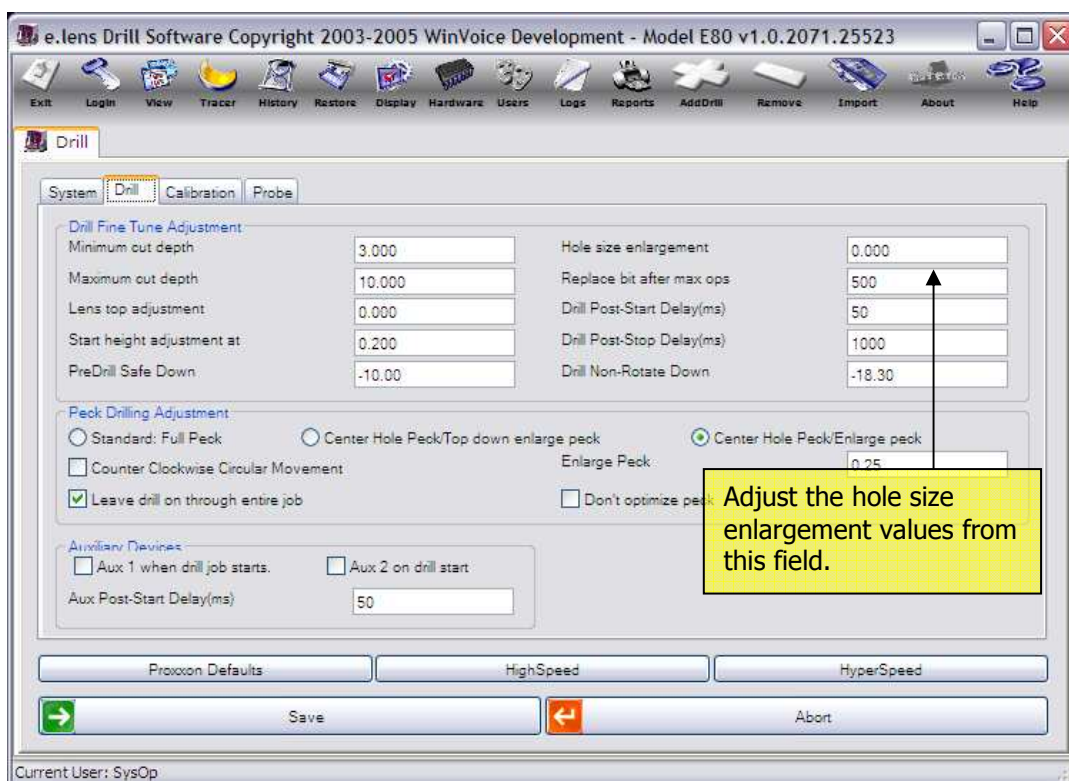 e.lens Drill Software Copyright 2003-2005 WinVoice Development - Model E80 v1.0.2071.25523
Exit Login View Tracer History Restore Display Hardware Users Logs Reports AddDrill Remove Import About Help
Drill
System Drill Calibration Probe
Drill Fine Tune Adjustment
Minimum cut depth 3.000 Hole size enlargement 0.000
Maximum cut depth 10.000 Replace bit after max ops 500
Lens top adjustment 0.000 Drill Post-Start Delay(ms) 50
Start height adjustment at 0.200 Drill Post-Stop Delay(ms) 1000
PreDrill Safe Down -10.00 Drill Non-Rotate Down -18.30
Peck Drilling Adjustment
Standard: Full Peck Center Hole Peck/Top down enlarge peck Center Hole Peck/Enlarge peck
Counter Clockwise Circular Movement Enlarge Peck 0.25
Leave drill on through entire job Don't optimize peck
Adjust the hole size
enlargement values from
this field.
Auxiliary Devices
Aux 1 when drill job starts. Aux 2 on drill start
Aux Post-Start Delay(ms) 50
Proxxon Defaults HighSpeed HyperSpeed
Save Abort
Current User: SysOp